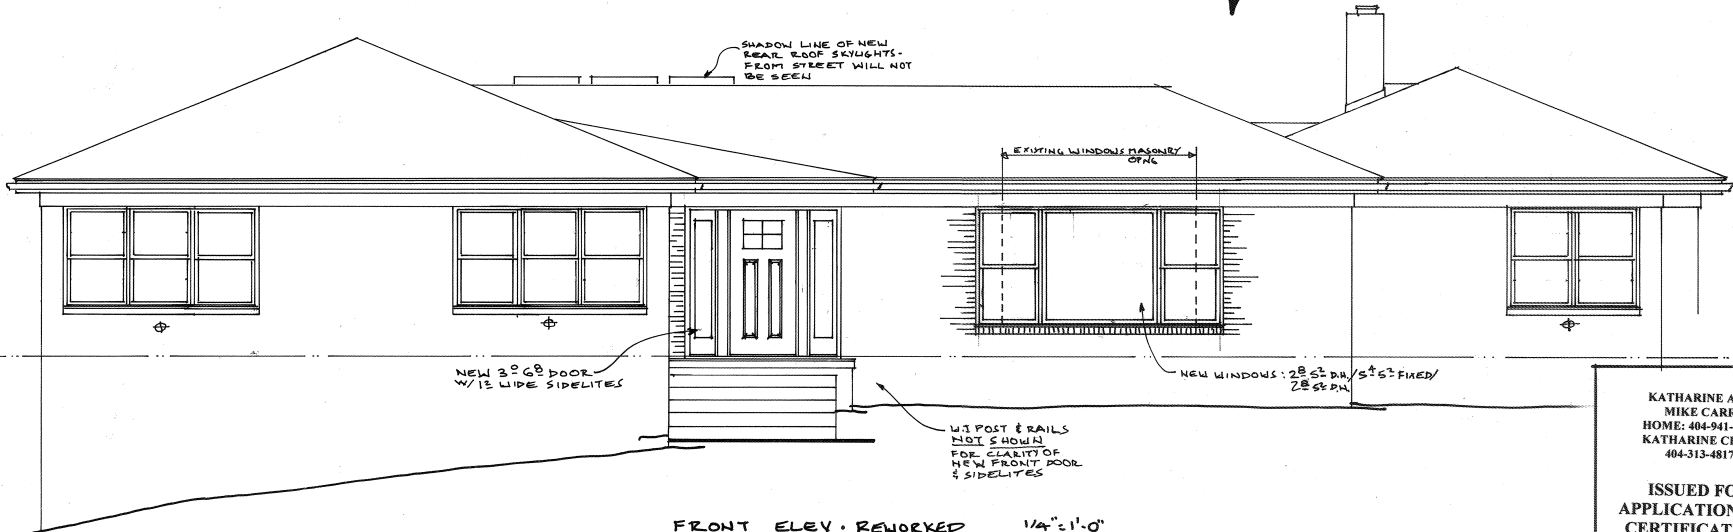 SHADOW LINE OF NEW
REAR ROOF SKYLIGHTS-
FROM STREET WILL NOT
BE SEEN
EXISTING WINDOWS MASONRY
OPNG
NEW 3⁰ 6⁸ DOOR
W/ 1² WIDE SIDELITES
NEW WINDOWS: 2⁸ 5² D.H. / 5⁴ 5² FIXED/
2⁸ 5² D.H.
W.I POST & RAILS
NOT SHOWN
FOR CLARITY OF
NEW FRONT DOOR
& SIDELITES
KATHARINE A
MIKE CARR
HOME: 404-941-
KATHARINE CE
404-313-4817
ISSUED FO
APPLICATION
CERTIFICAT
FRONT ELEV. REWORKED 1/4"=1'-0"